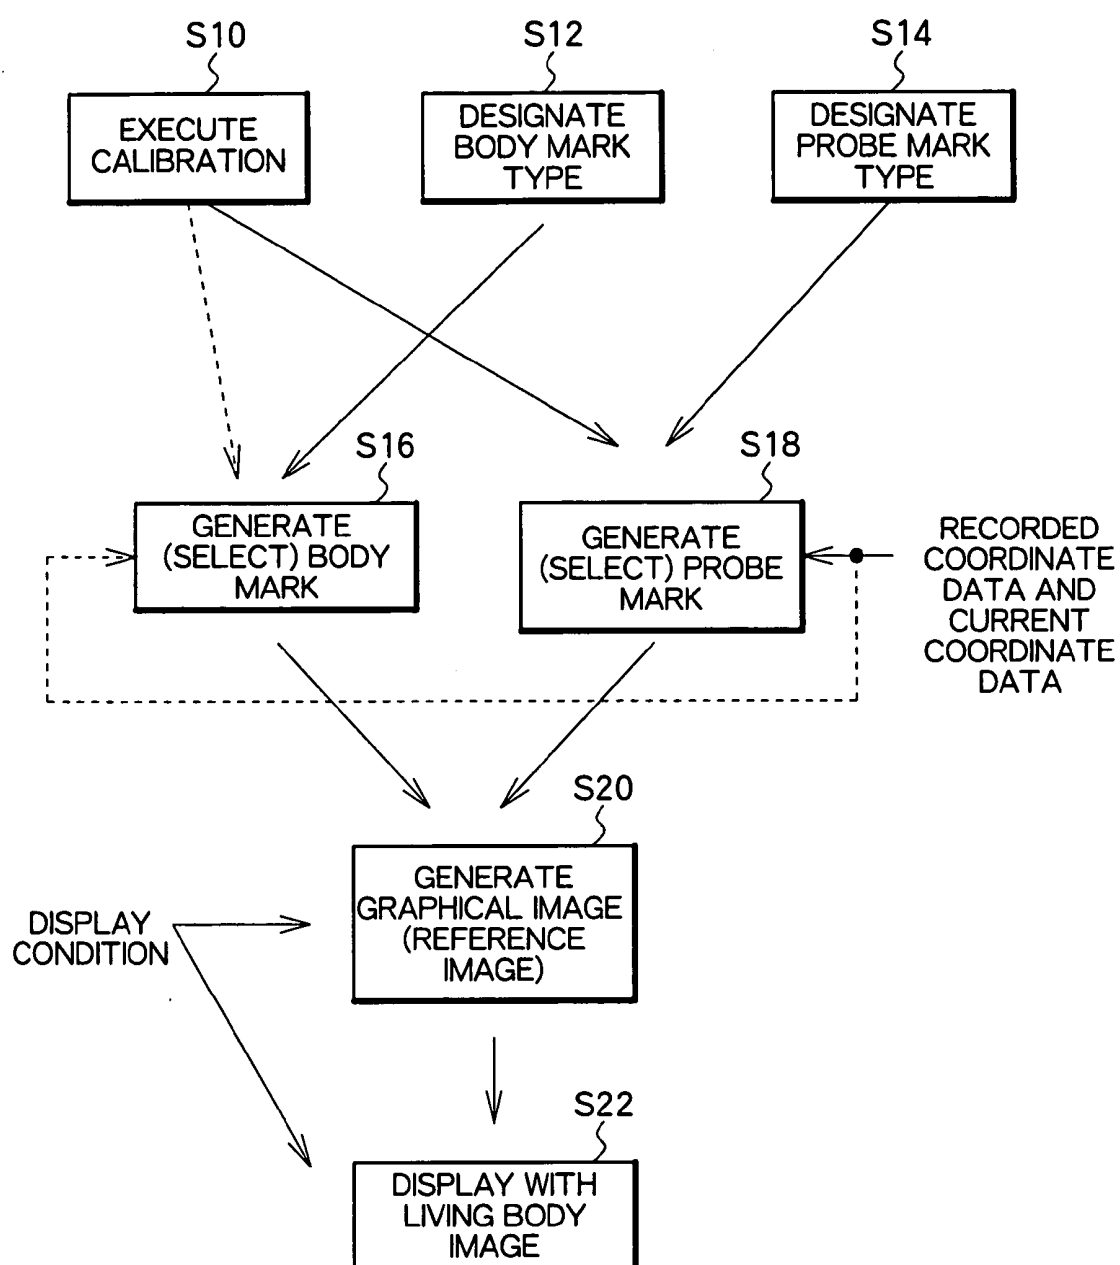 S10
S12
S14
EXECUTE
CALIBRATION
DESIGNATE
BODY MARK
TYPE
DESIGNATE
PROBE MARK
TYPE
S16
S18
GENERATE
(SELECT) BODY
MARK
GENERATE
(SELECT) PROBE
MARK
RECORDED
COORDINATE
DATA AND
CURRENT
COORDINATE
DATA
S20
GENERATE
GRAPHICAL IMAGE
(REFERENCE
IMAGE)
DISPLAY
CONDITION
S22
DISPLAY WITH
LIVING BODY
IMAGE